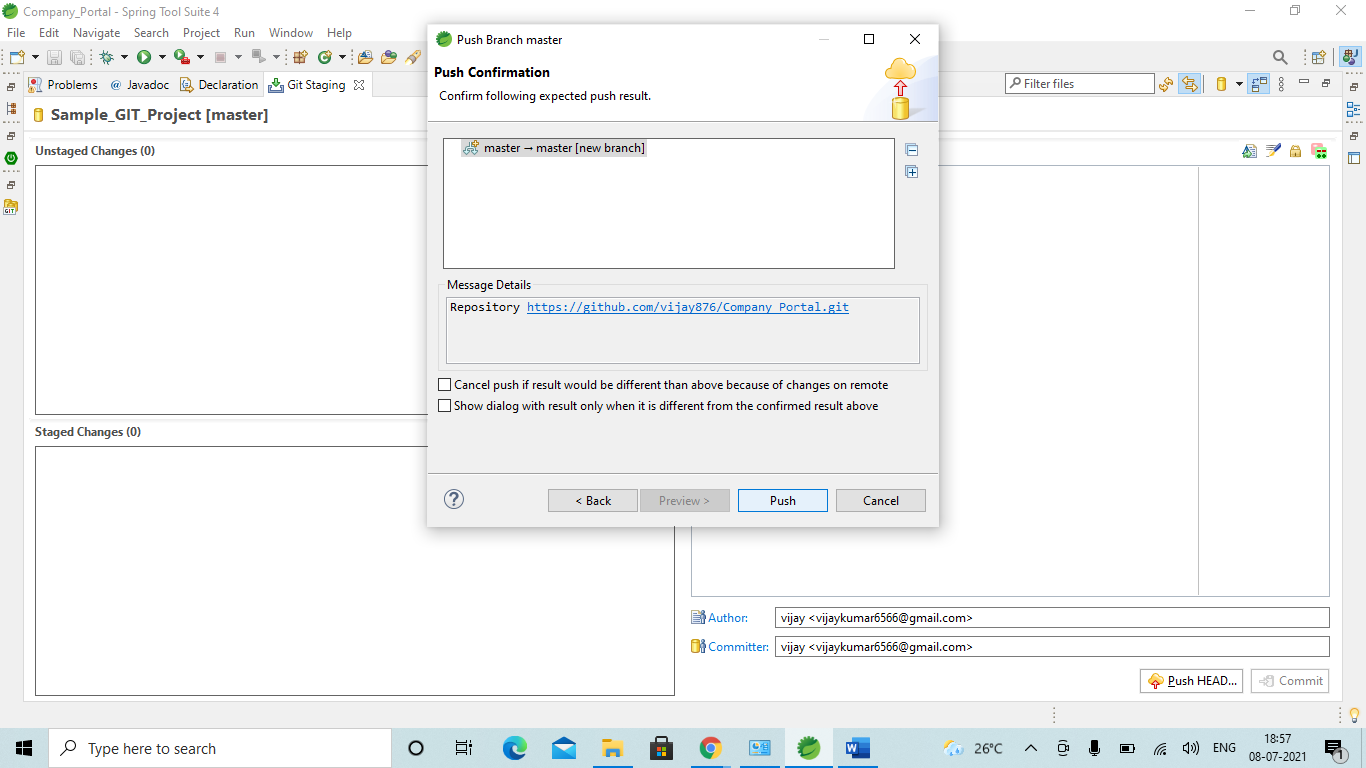 Company_Portal - Spring Tool Suite 4
File Edit Navigate Search Project Run Window Help
Problems @ Javadoc Declaration Git Staging
Filter files
Sample_GIT_Project [master]
Unstaged Changes (0)
Staged Changes (0)
Push Branch master
Push Confirmation
Confirm following expected push result.
master → master [new branch]
Message Details
Repository https://github.com/vijay876/Company_Portal.git
Cancel push if result would be different than above because of changes on remote
Show dialog with result only when it is different from the confirmed result above
< Back Preview > Push Cancel
Author: vijay <vijaykumar6566@gmail.com>
Committer: vijay <vijaykumar6566@gmail.com>
Push HEAD... Commit
GIT
Type here to search
26°C
ENG
18:57
08-07-2021
1